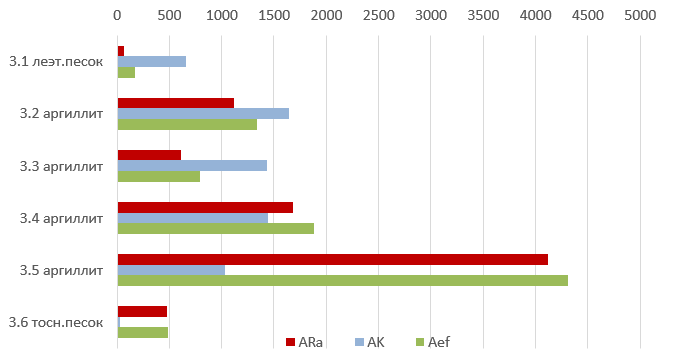 0 500 1000 1500 2000 2500 3000 3500 4000 4500 5000
3.1 леэт.песок
3.2 аргиллит
3.3 аргиллит
3.4 аргиллит
3.5 аргиллит
3.6 тосн.песок
ARa AK Aef